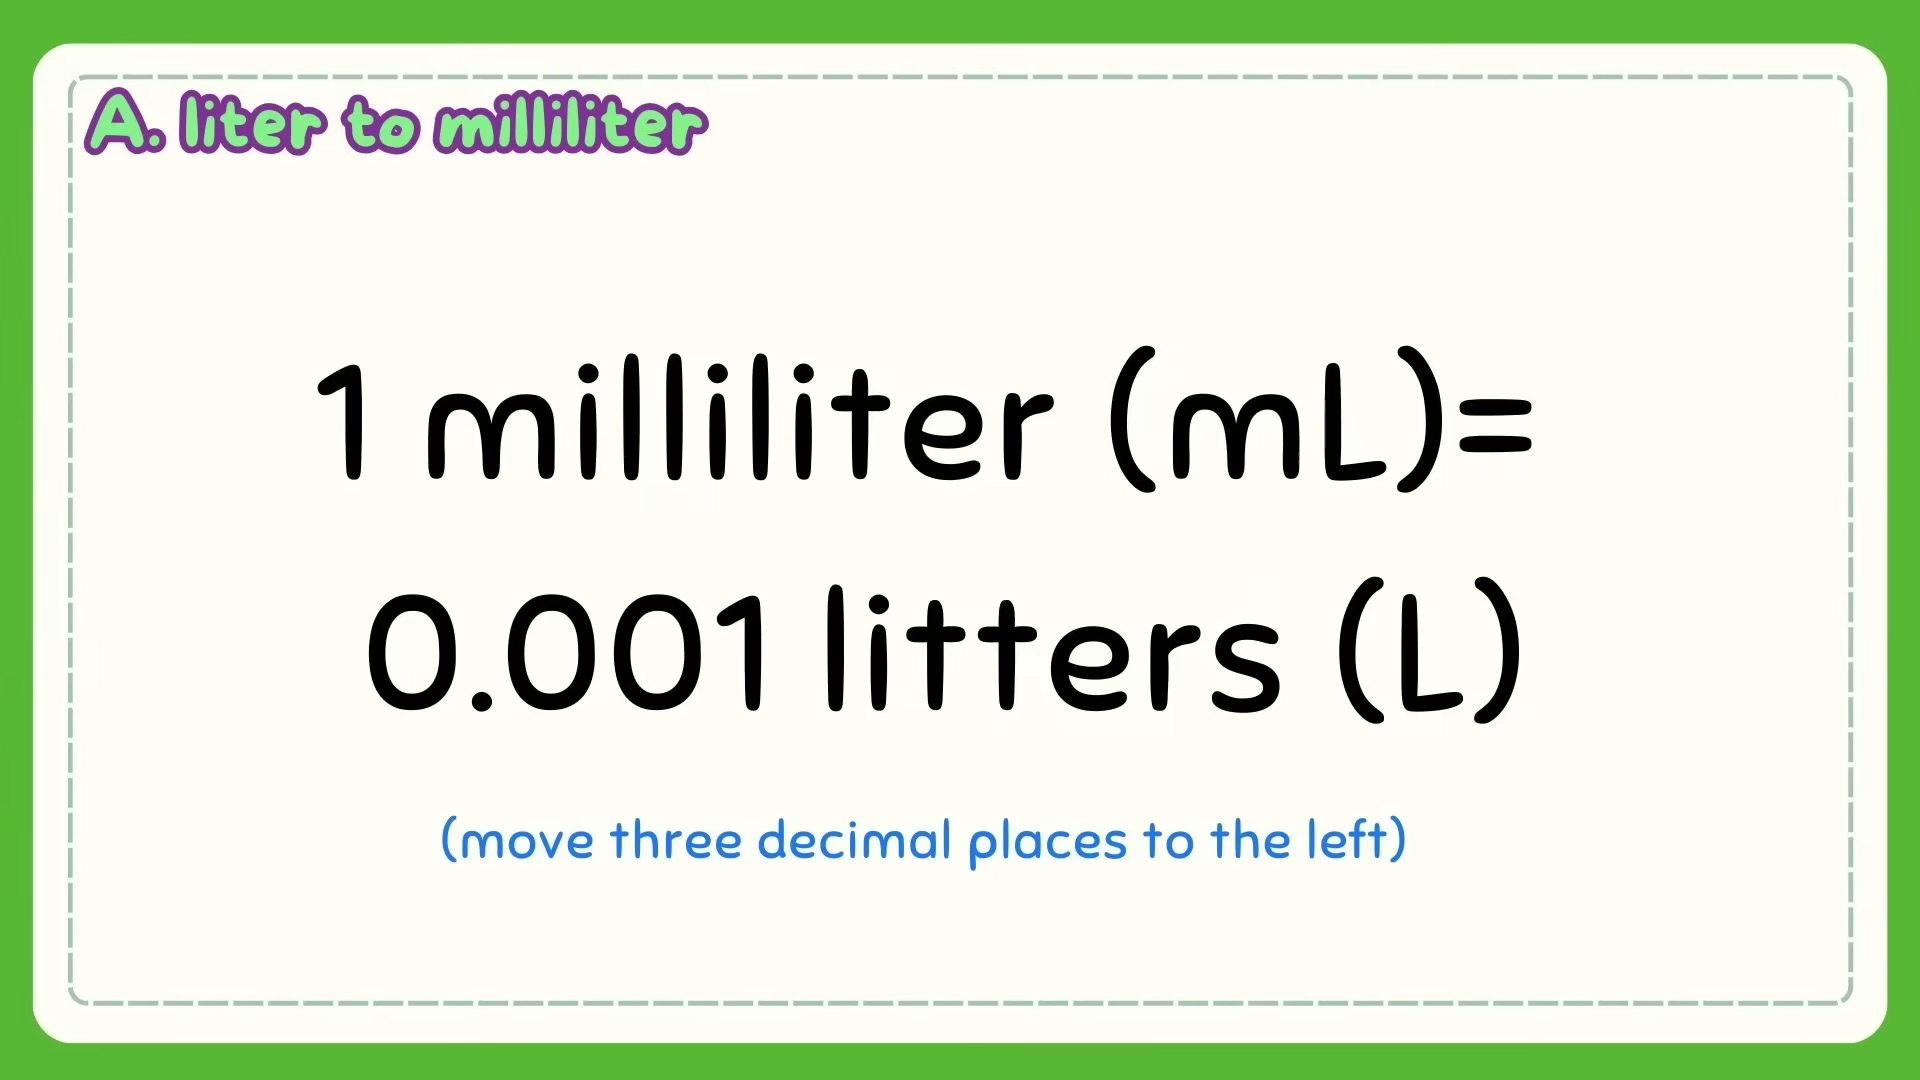 A. liter to milliliter
1 milliliter (mL)=
0.001 litters (L)
(move three decimal places to the left)